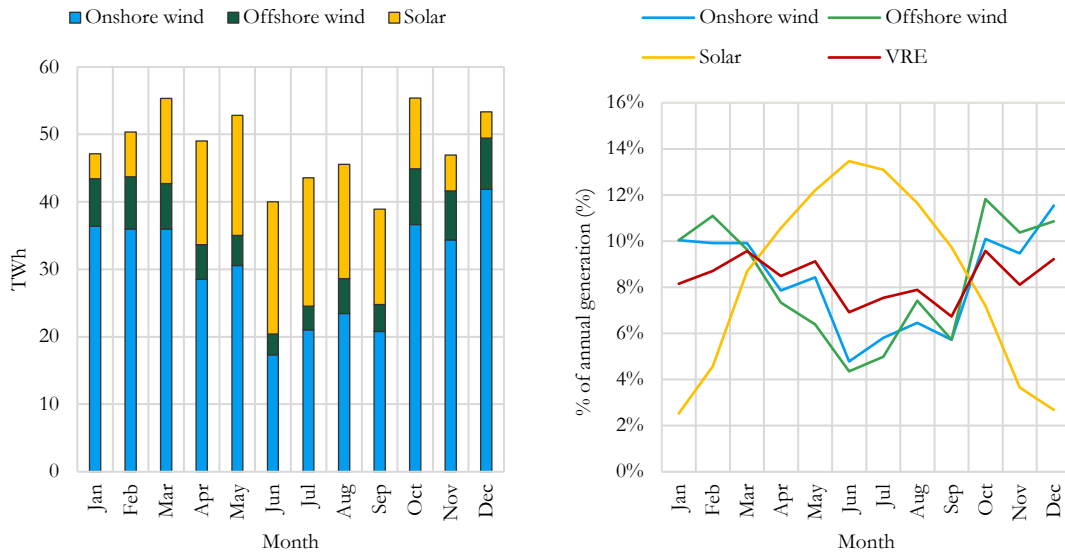 Onshore wind Offshore wind Solar
60
50
40
30
20
10
0
TWh
Jan Feb Mar Apr May Jun Jul Aug Sep Oct Nov Dec
Month
Onshore wind Offshore wind
Solar VRE
16%
14%
12%
10%
8%
6%
4%
2%
0%
% of annual generation (%)
Jan Feb Mar Apr May Jun Jul Aug Sep Oct Nov Dec
Month